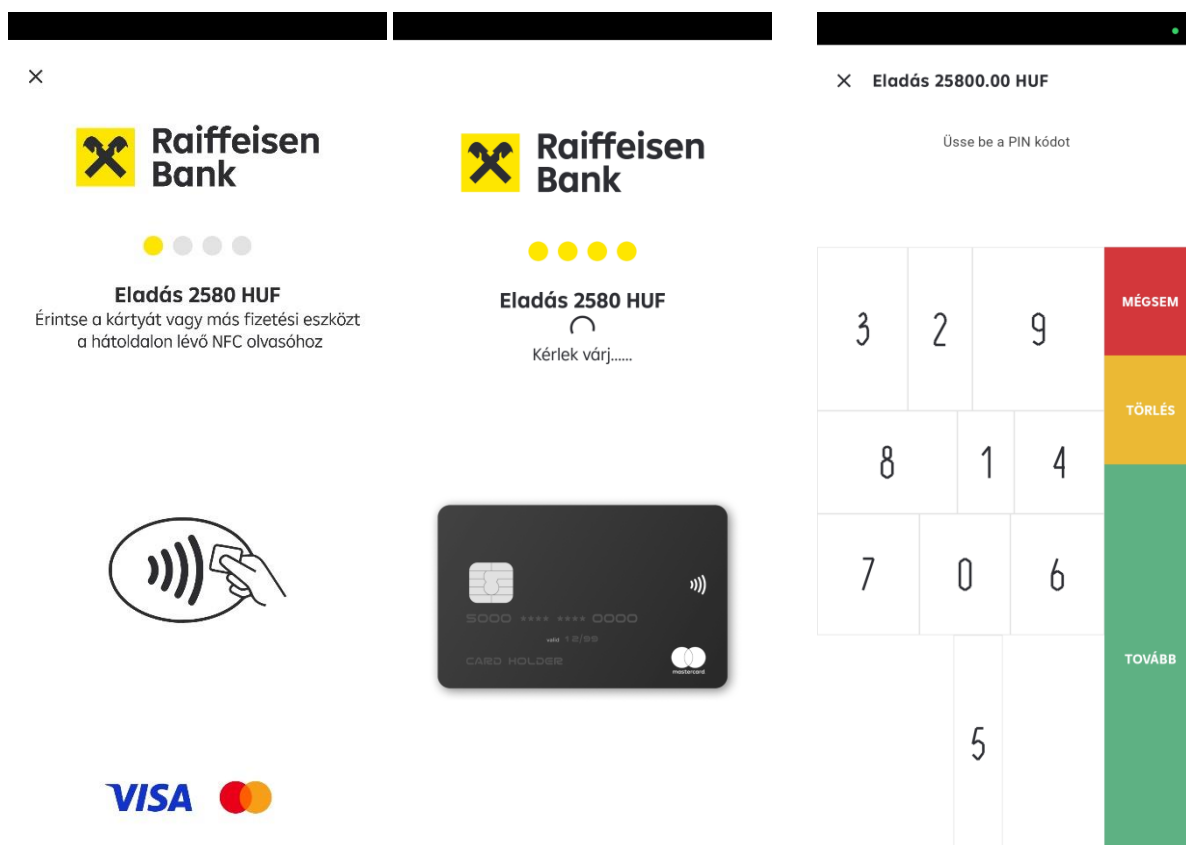 Raiffeisen
Bank
Eladás 2580 HUF
Érintse a kártyát vagy más fizetési eszközt
a hátoldalon lévő NFC olvasóhoz
VISA
Raiffeisen
Bank
Eladás 2580 HUF
Kérlek várj......
5000 **** **** 0000
valid 12/99
CARD HOLDER
mastercard
Eladás 25800.00 HUF
Üsse be a PIN kódot
3 2 9 MÉGSEM
TÖRLÉS
8 1 4
7 0 6
TOVÁBB
5